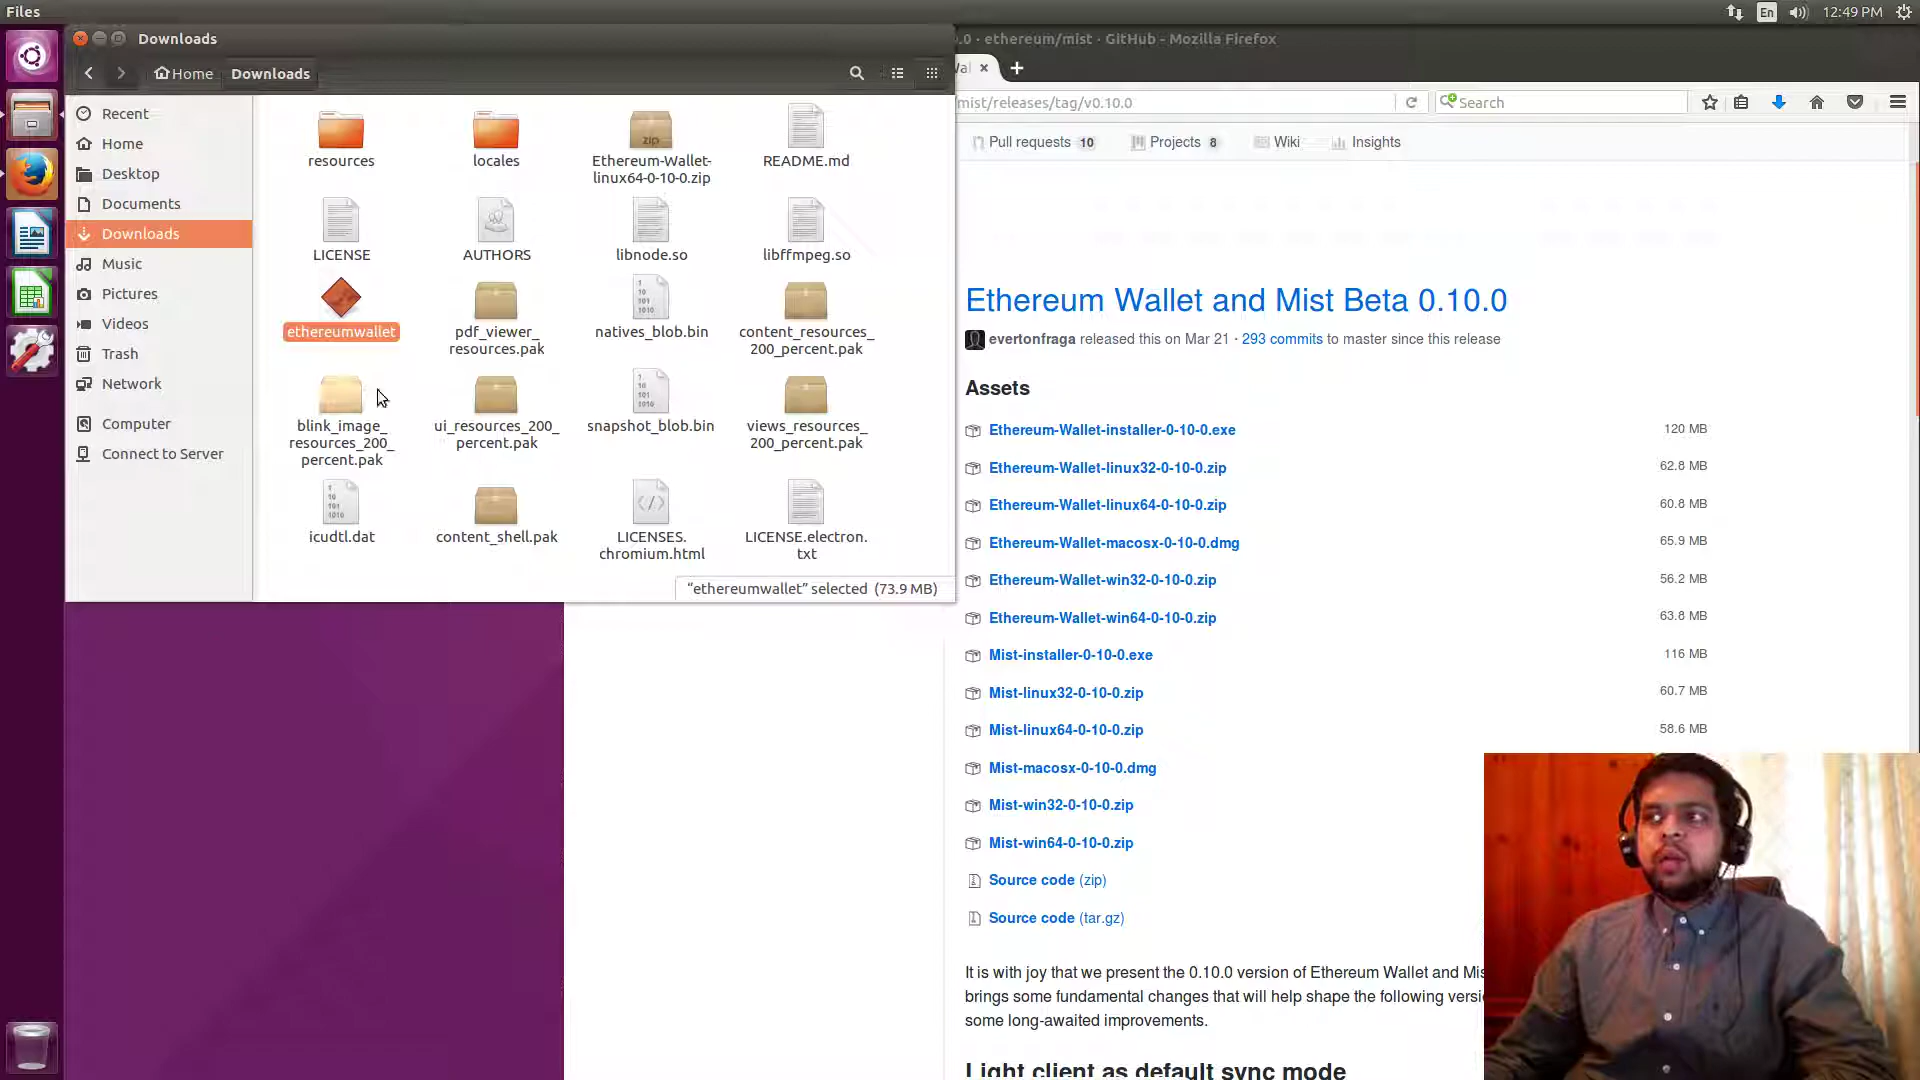 Files
En
12:49 PM
Downloads
Home
Downloads
Recent
Home
Desktop
Documents
Downloads
Music
Pictures
Videos
Trash
Network
Computer
Connect to Server
resources
locales
zip
Ethereum-Wallet-
linux64-0-10-0.zip
README.md
LICENSE
AUTHORS
libnode.so
libffmpeg.so
ethereumwallet
pdf_viewer_
resources.pak
natives_blob.bin
content_resources_
200_percent.pak
blink_image_
resources_200_
percent.pak
ui_resources_200_
percent.pak
snapshot_blob.bin
views_resources_
200_percent.pak
icudtl.dat
content_shell.pak
LICENSES.
chromium.html
LICENSE.electron.
txt
“ethereumwallet” selected (73.9 MB)
.0 · ethereum/mist · GitHub - Mozilla Firefox
mist/releases/tag/v0.10.0
Search
Pull requests 10
Projects 8
Wiki
Insights
Ethereum Wallet and Mist Beta 0.10.0
evertonfraga released this on Mar 21 · 293 commits to master since this release
Assets
Ethereum-Wallet-installer-0-10-0.exe 120 MB
Ethereum-Wallet-linux32-0-10-0.zip 62.8 MB
Ethereum-Wallet-linux64-0-10-0.zip 60.8 MB
Ethereum-Wallet-macosx-0-10-0.dmg 65.9 MB
Ethereum-Wallet-win32-0-10-0.zip 56.2 MB
Ethereum-Wallet-win64-0-10-0.zip 63.8 MB
Mist-installer-0-10-0.exe 116 MB
Mist-linux32-0-10-0.zip 60.7 MB
Mist-linux64-0-10-0.zip 58.6 MB
Mist-macosx-0-10-0.dmg
Mist-win32-0-10-0.zip
Mist-win64-0-10-0.zip
Source code (zip)
Source code (tar.gz)
It is with joy that we present the 0.10.0 version of Ethereum Wallet and Mis
brings some fundamental changes that will help shape the following versi
some long-awaited improvements.
Light client as default sync mode